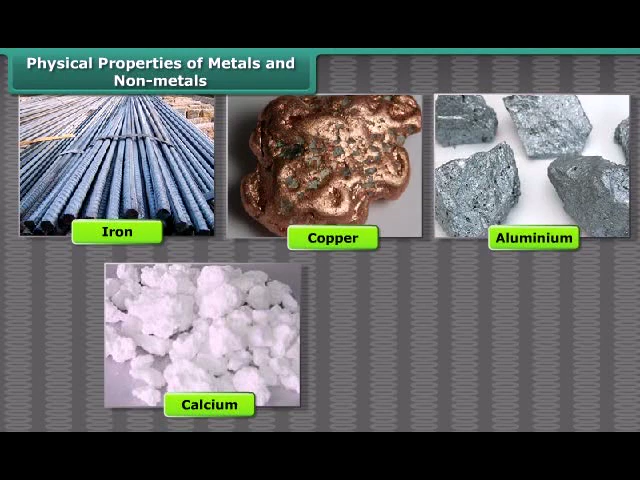 Physical Properties of Metals and
Non-metals
Iron
Copper
Aluminium
Calcium